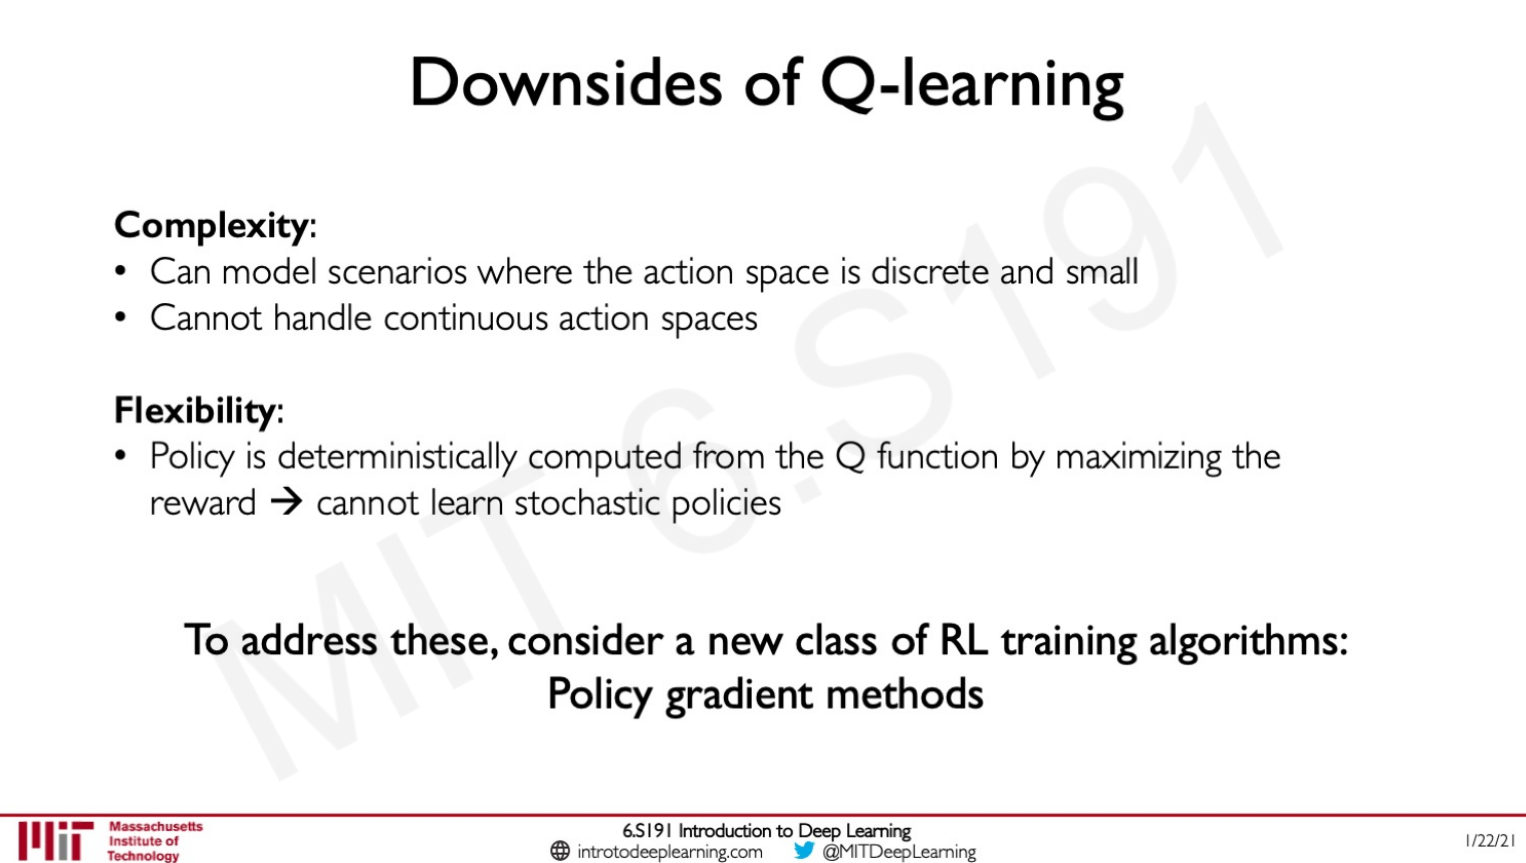 Downsides of Q-learning
Complexity:
• Can model scenarios where the action space is discrete and small
• Cannot handle continuous action spaces
Flexibility:
• Policy is deterministically computed from the Q function by maximizing the
reward → cannot learn stochastic policies
To address these, consider a new class of RL training algorithms:
Policy gradient methods
MIT 6.S191
Massachusetts
Institute of
Technology
6.S191 Introduction to Deep Learning
introtodeeplearning.com @MITDeepLearning
1/22/21